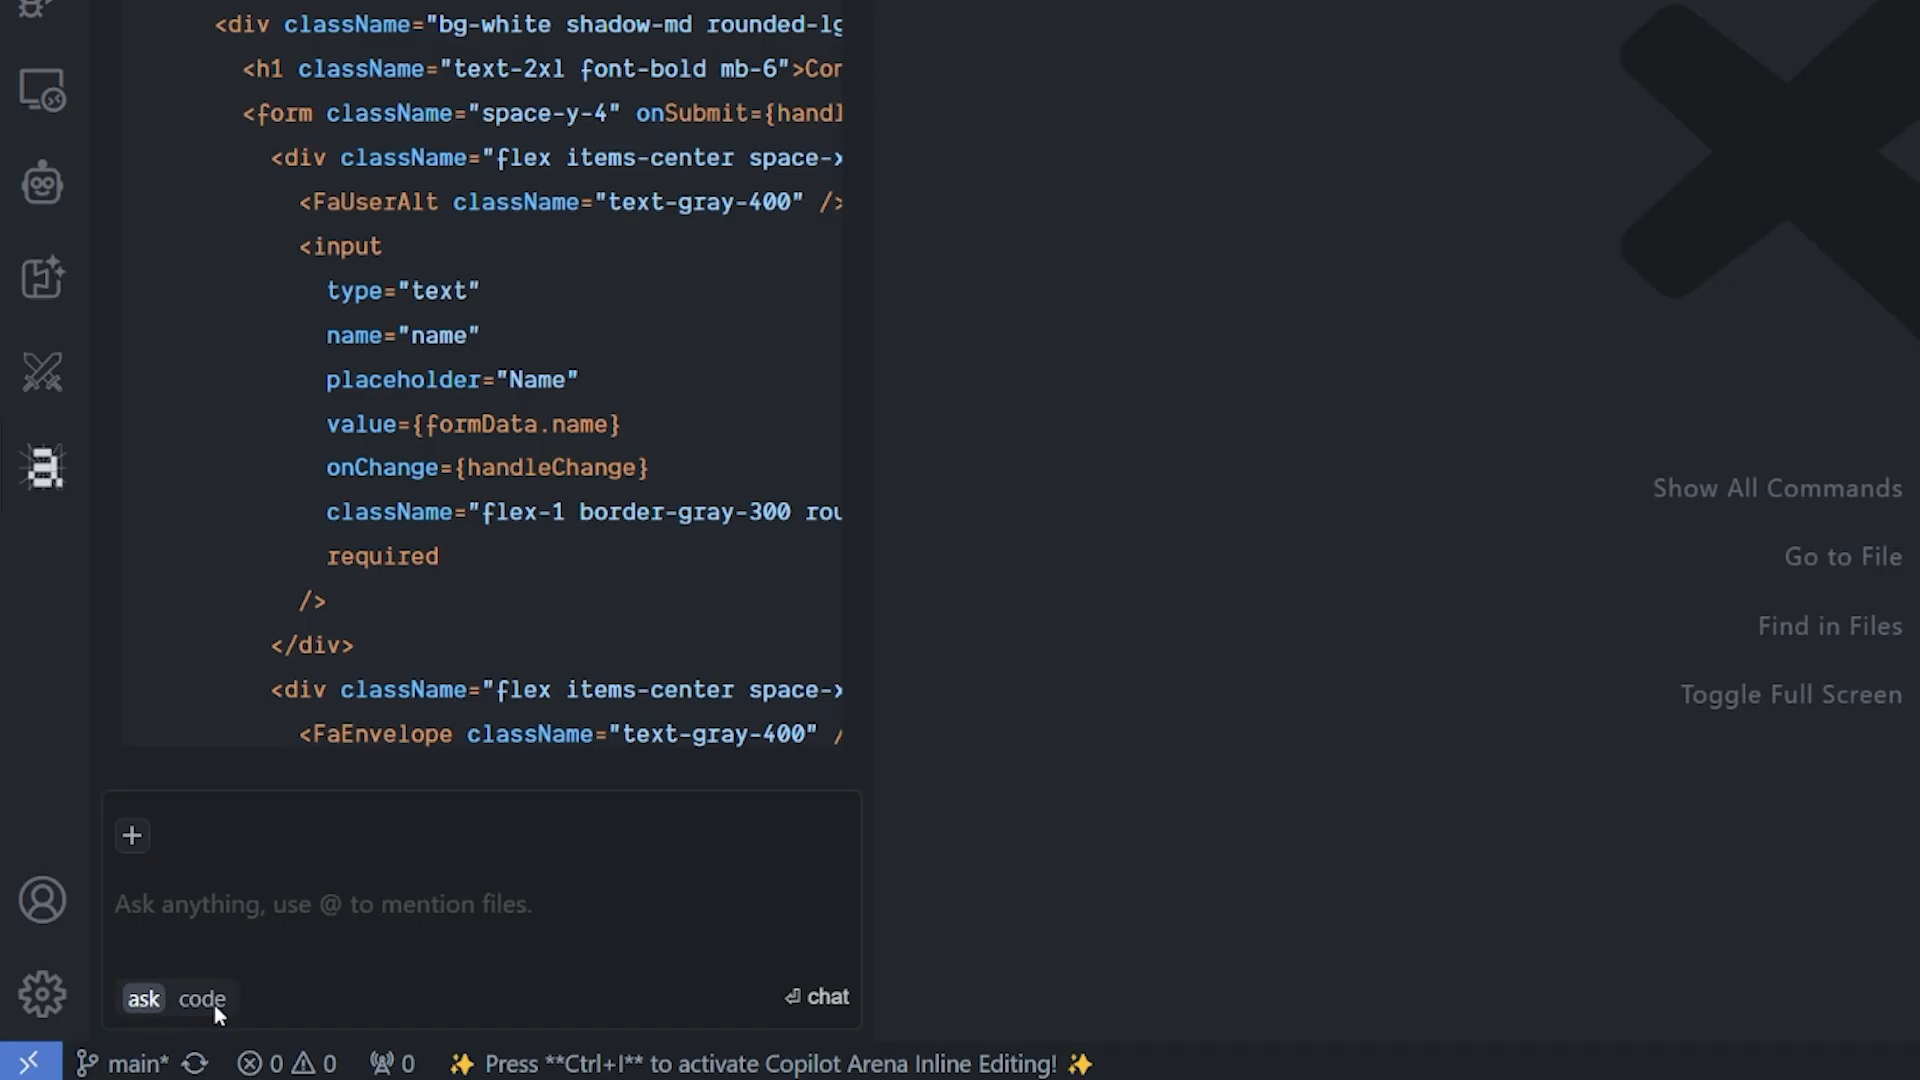 <div className="bg-white shadow-md rounded-lg
<h1 className="text-2xl font-bold mb-6">Con
<form className="space-y-4" onSubmit={handl
<div className="flex items-center space-x
<FaUserAlt className="text-gray-400" />
<input
type="text"
name="name"
placeholder="Name"
value={formData.name}
onChange={handleChange}
className="flex-1 border-gray-300 rou
required
/>
</div>
<div className="flex items-center space-x
<FaEnvelope className="text-gray-400" /
a.
Show All Commands
Go to File
Find in Files
Toggle Full Screen
+
Ask anything, use @ to mention files.
ask code
⏎ chat
main* 0 0 0 ✨ Press **Ctrl+I** to activate Copilot Arena Inline Editing! ✨